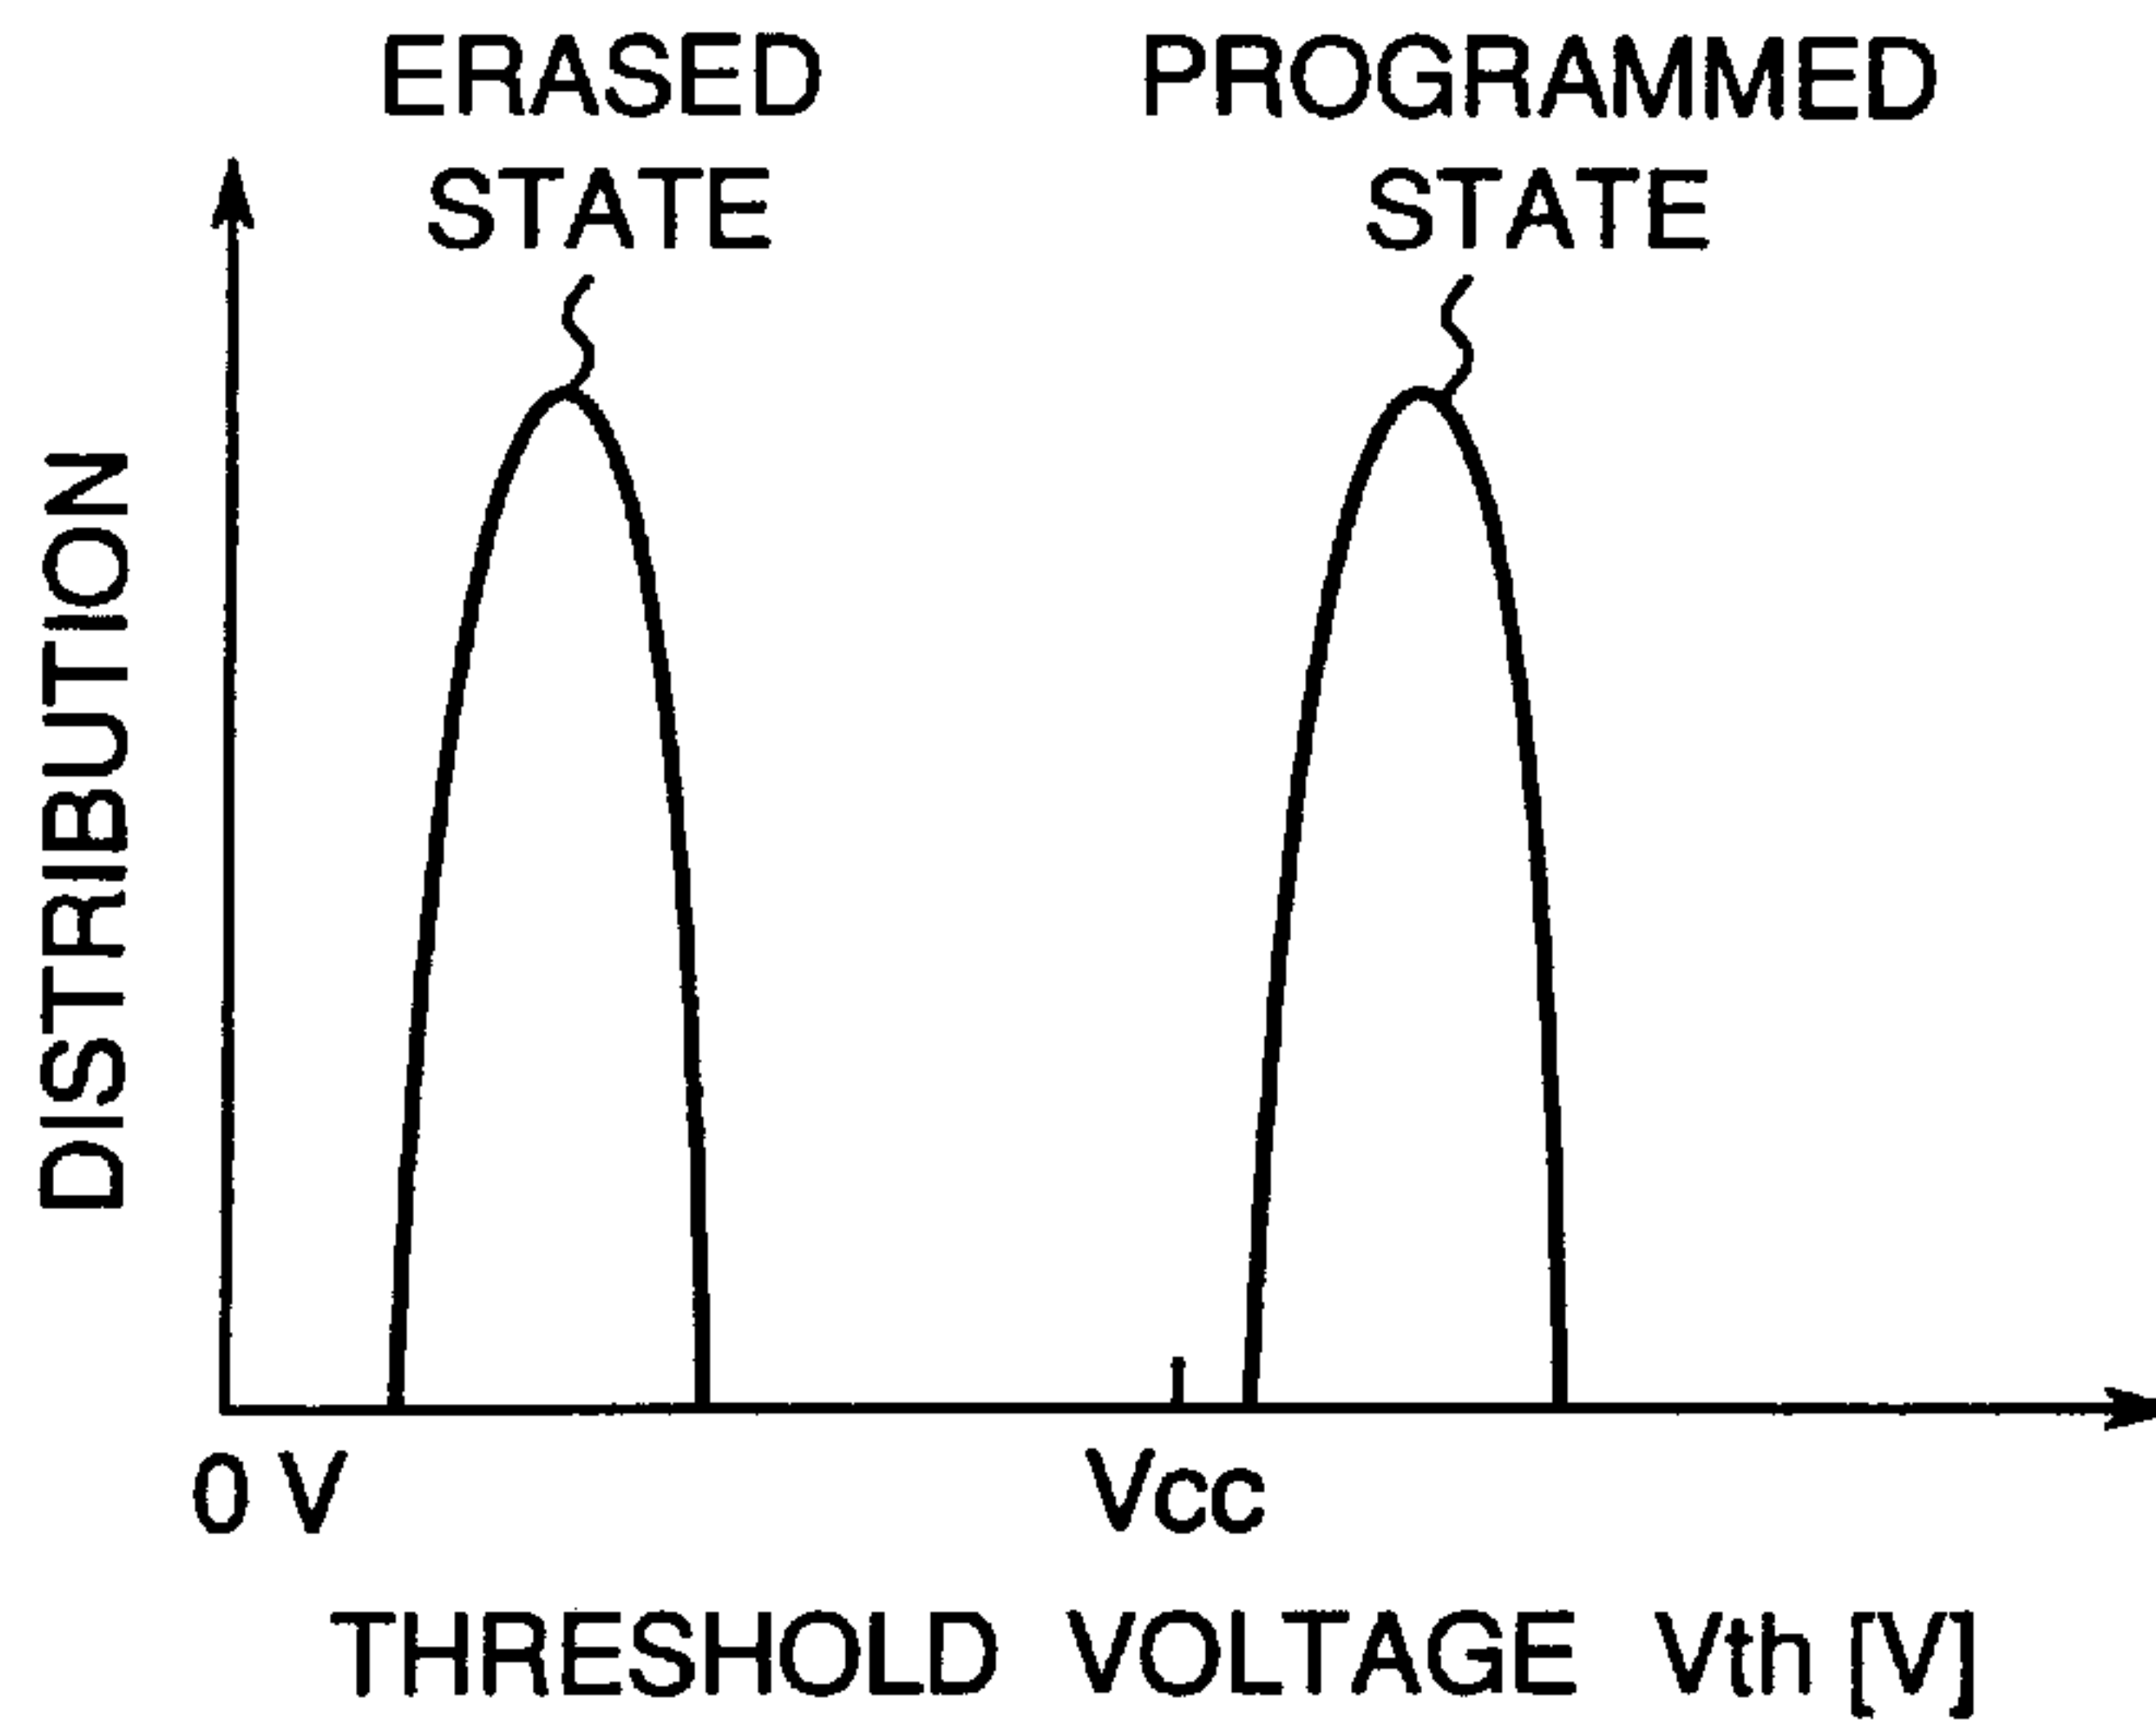 ERASED
STATE
PROGRAMMED
STATE
DISTRIBUTION
0 V
Vcc
THRESHOLD VOLTAGE Vth [V]